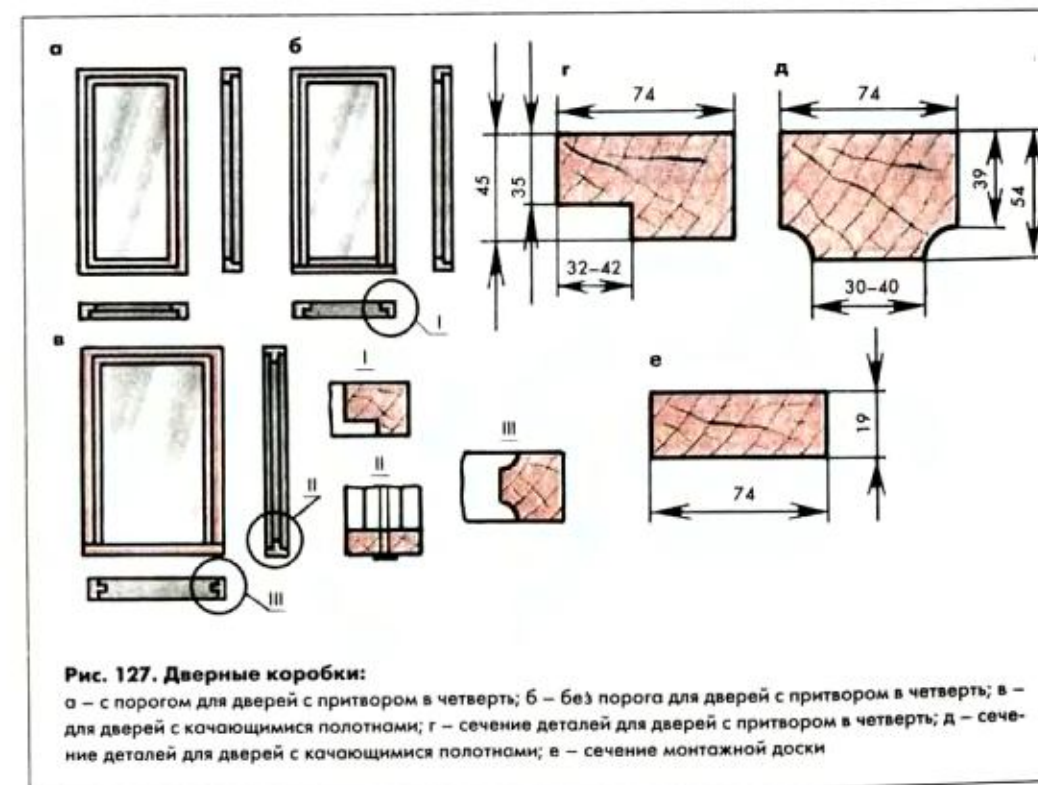 а
б
г
74
45
35
32–42
д
74
39
54
30–40
I
в
I
II
II
III
III
е
19
74
Рис. 127. Дверные коробки:
а – с порогом для дверей с притвором в четверть; б – без порога для дверей с притвором в четверть; в –
для дверей с качающимися полотнами; г – сечение деталей для дверей с притвором в четверть; д – сече-
ние деталей для дверей с качающимися полотнами; е – сечение монтажной доски